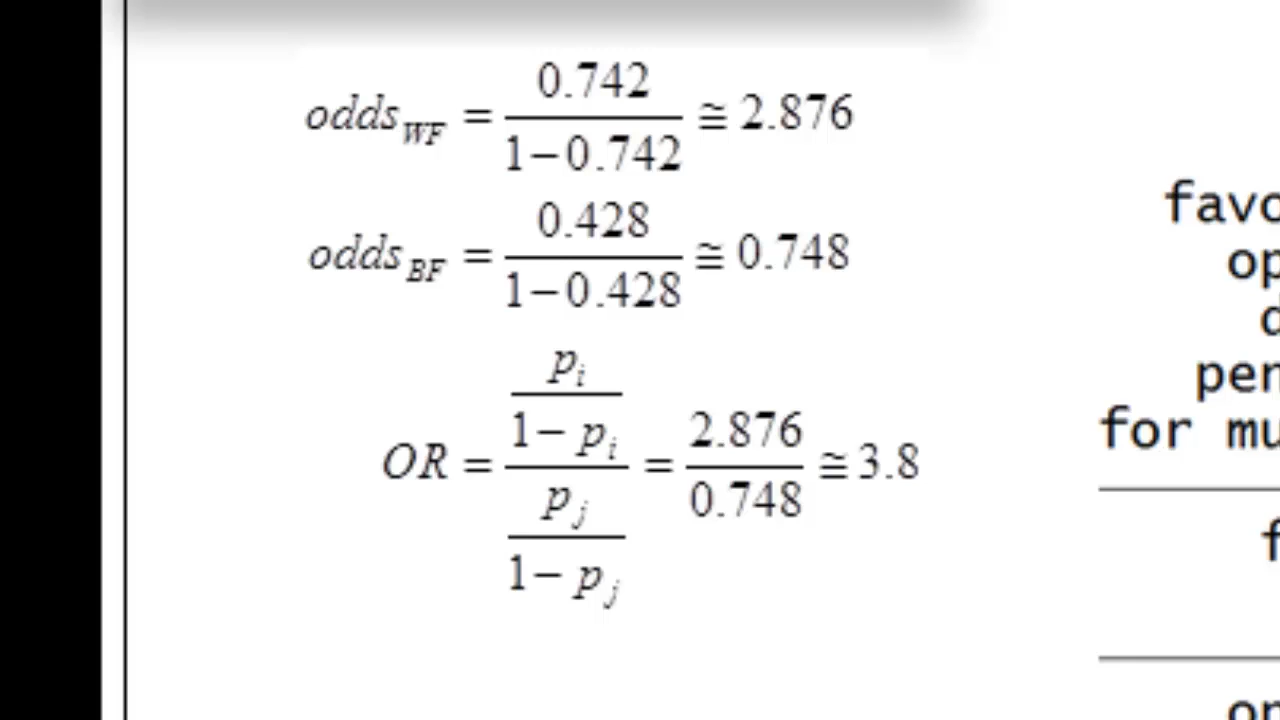 odds_WF = 0.742 / 1−0.742 ≅ 2.876
odds_BF = 0.428 / 1−0.428 ≅ 0.748
OR = p_i / 1−p_i / p_j / 1−p_j = 2.876 / 0.748 ≅ 3.8
for